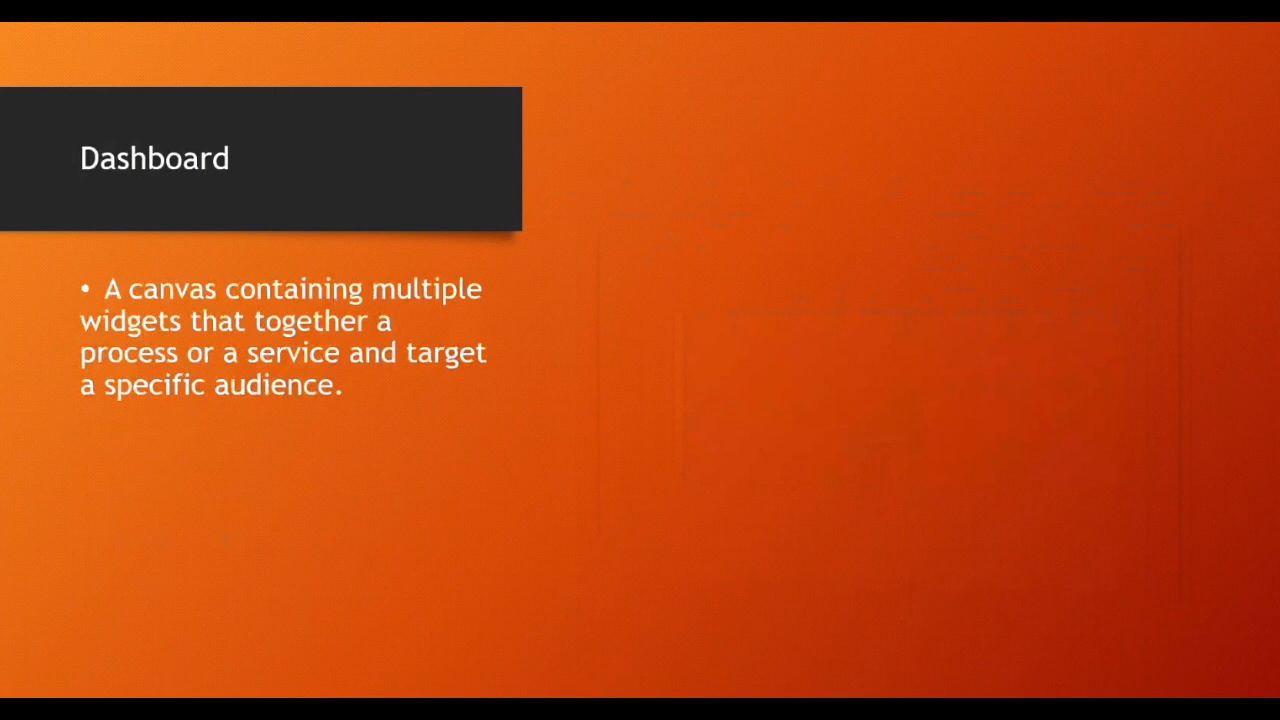 Dashboard
• A canvas containing multiple
widgets that together a
process or a service and target
a specific audience.